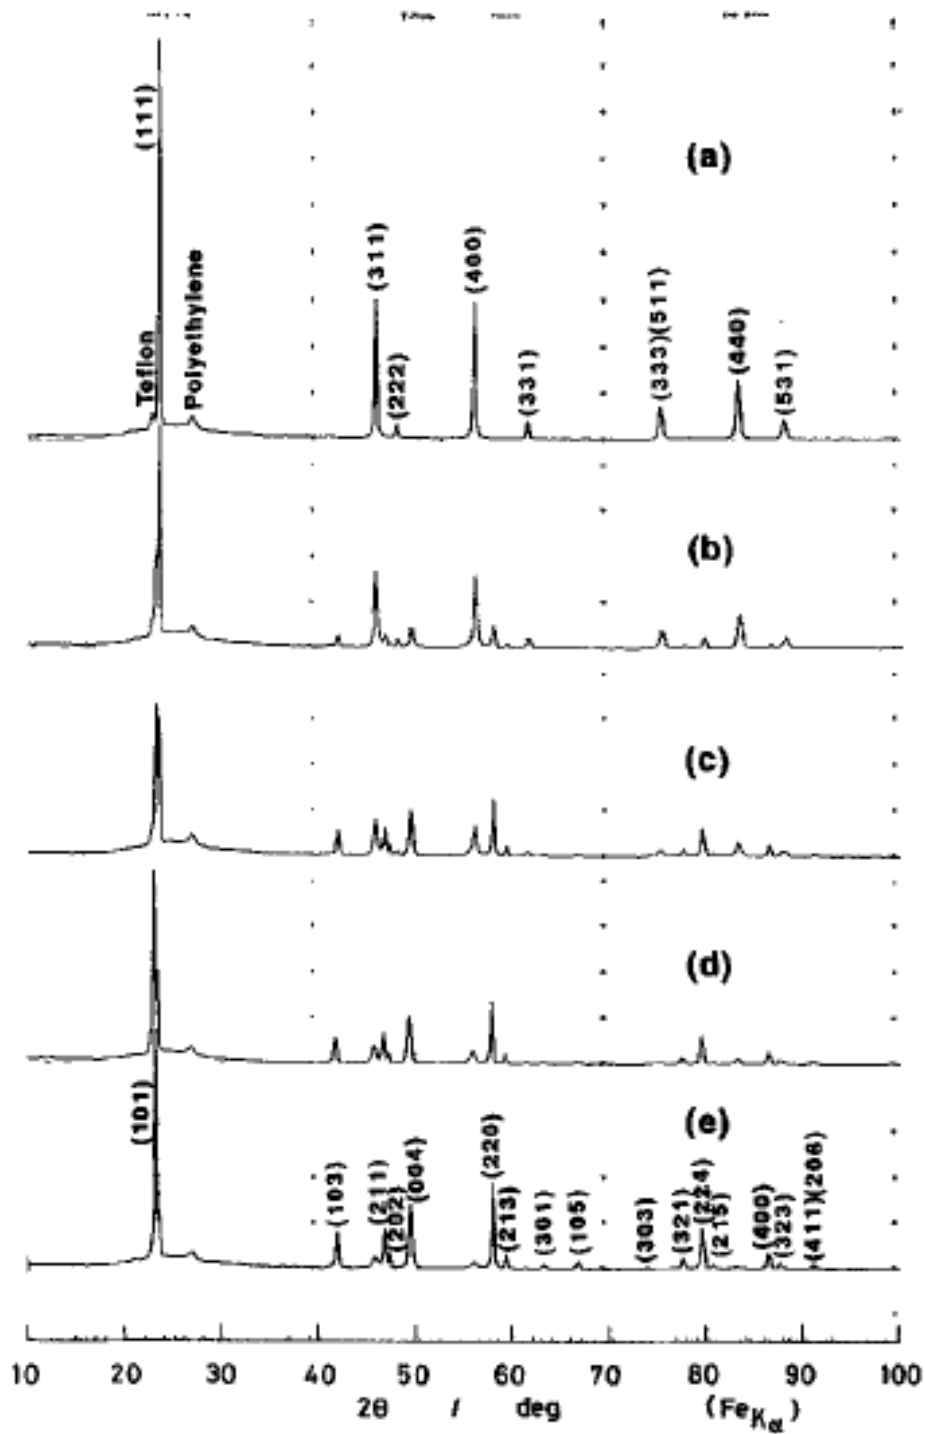 (111)
(a)
(311)
(400)
Teflon
Polyethylene
(222)
(331)
(333)(511)
(440)
(531)
(b)
(c)
(d)
(101)
(e)
(103)
(211)
(202)
(004)
(220)
(213)
(301)
(105)
(303)
(321)
(224)
(215)
(400)
(323)
(411)(206)
10 20 30 40 50 60 70 80 90 100
2θ / deg (FeKα)